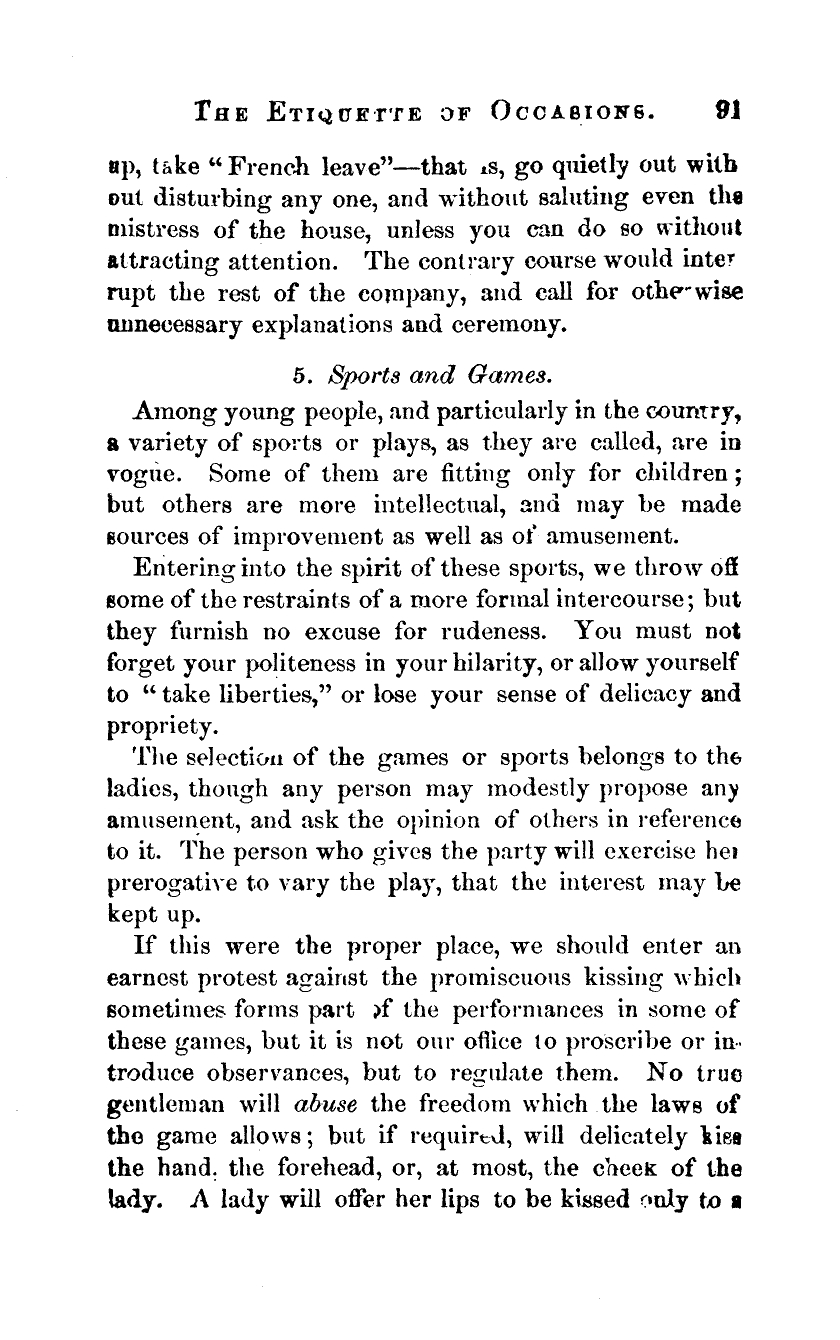 THE ETIQUETTE OF OCCASIONS. 91
up, take “French leave”—that is, go quietly out with
out disturbing any one, and without saluting even the
mistress of the house, unless you can do so without
attracting attention. The contrary course would inter
rupt the rest of the company, and call for otherwise
unnecessary explanations and ceremony.
5. Sports and Games.
Among young people, and particularly in the country,
a variety of sports or plays, as they are called, are in
vogue. Some of them are fitting only for children;
but others are more intellectual, and may be made
sources of improvement as well as of amusement.
Entering into the spirit of these sports, we throw off
some of the restraints of a more formal intercourse; but
they furnish no excuse for rudeness. You must not
forget your politeness in your hilarity, or allow yourself
to “take liberties,” or lose your sense of delicacy and
propriety.
The selection of the games or sports belongs to the
ladies, though any person may modestly propose any
amusement, and ask the opinion of others in reference
to it. The person who gives the party will exercise her
prerogative to vary the play, that the interest may be
kept up.
If this were the proper place, we should enter an
earnest protest against the promiscuous kissing which
sometimes forms part of the performances in some of
these games, but it is not our office to proscribe or in-
troduce observances, but to regulate them. No true
gentleman will abuse the freedom which the laws of
the game allows; but if required, will delicately kiss
the hand, the forehead, or, at most, the cheek of the
lady. A lady will offer her lips to be kissed only to a